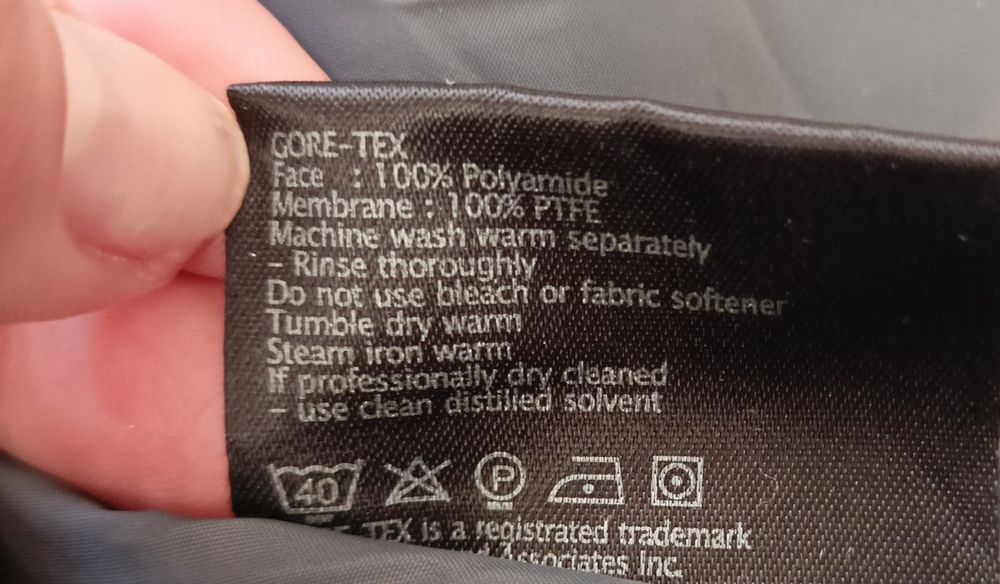 GORE-TEX
Face : 100% Polyamide
Membrane : 100% PTFE
Machine wash warm separately
- Rinse thoroughly
Do not use bleach or fabric softener
Tumble dry warm
Steam iron warm
If professionally dry cleaned
- use clean distilled solvent
40 P
TEX is a registrated trademark
Associates Inc.